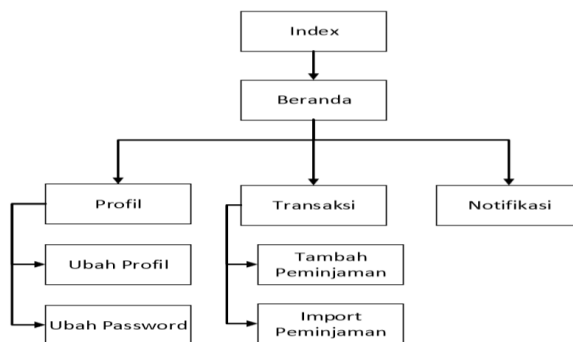 Index
Beranda
Profil
Transaksi
Notifikasi
Ubah Profil
Tambah
Peminjaman
Ubah Password
Import
Peminjaman